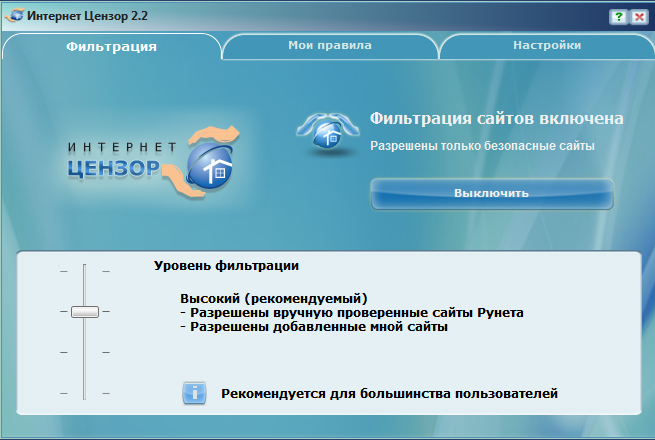 Интернет Цензор 2.2
Фильтрация
Мои правила
Настройки
ИНТЕРНЕТ
ЦЕНЗОР
Фильтрация сайтов включена
Разрешены только безопасные сайты
Выключить
Уровень фильтрации
Высокий (рекомендуемый)
- Разрешены вручную проверенные сайты Рунета
- Разрешены добавленные мной сайты
Рекомендуется для большинства пользователей